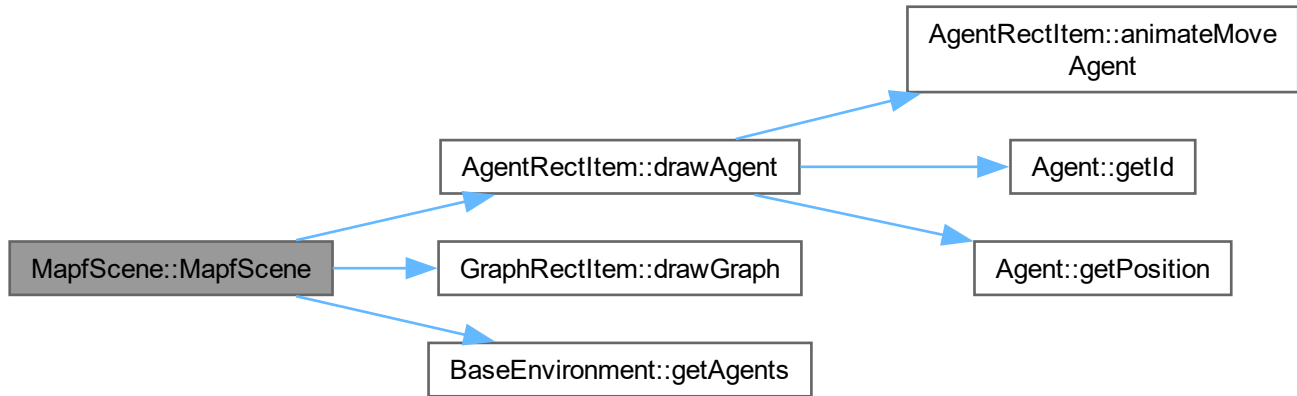 AgentRectItem::animateMove
Agent
AgentRectItem::drawAgent
Agent::getId
MapfScene::MapfScene
GraphRectItem::drawGraph
Agent::getPosition
BaseEnvironment::getAgents